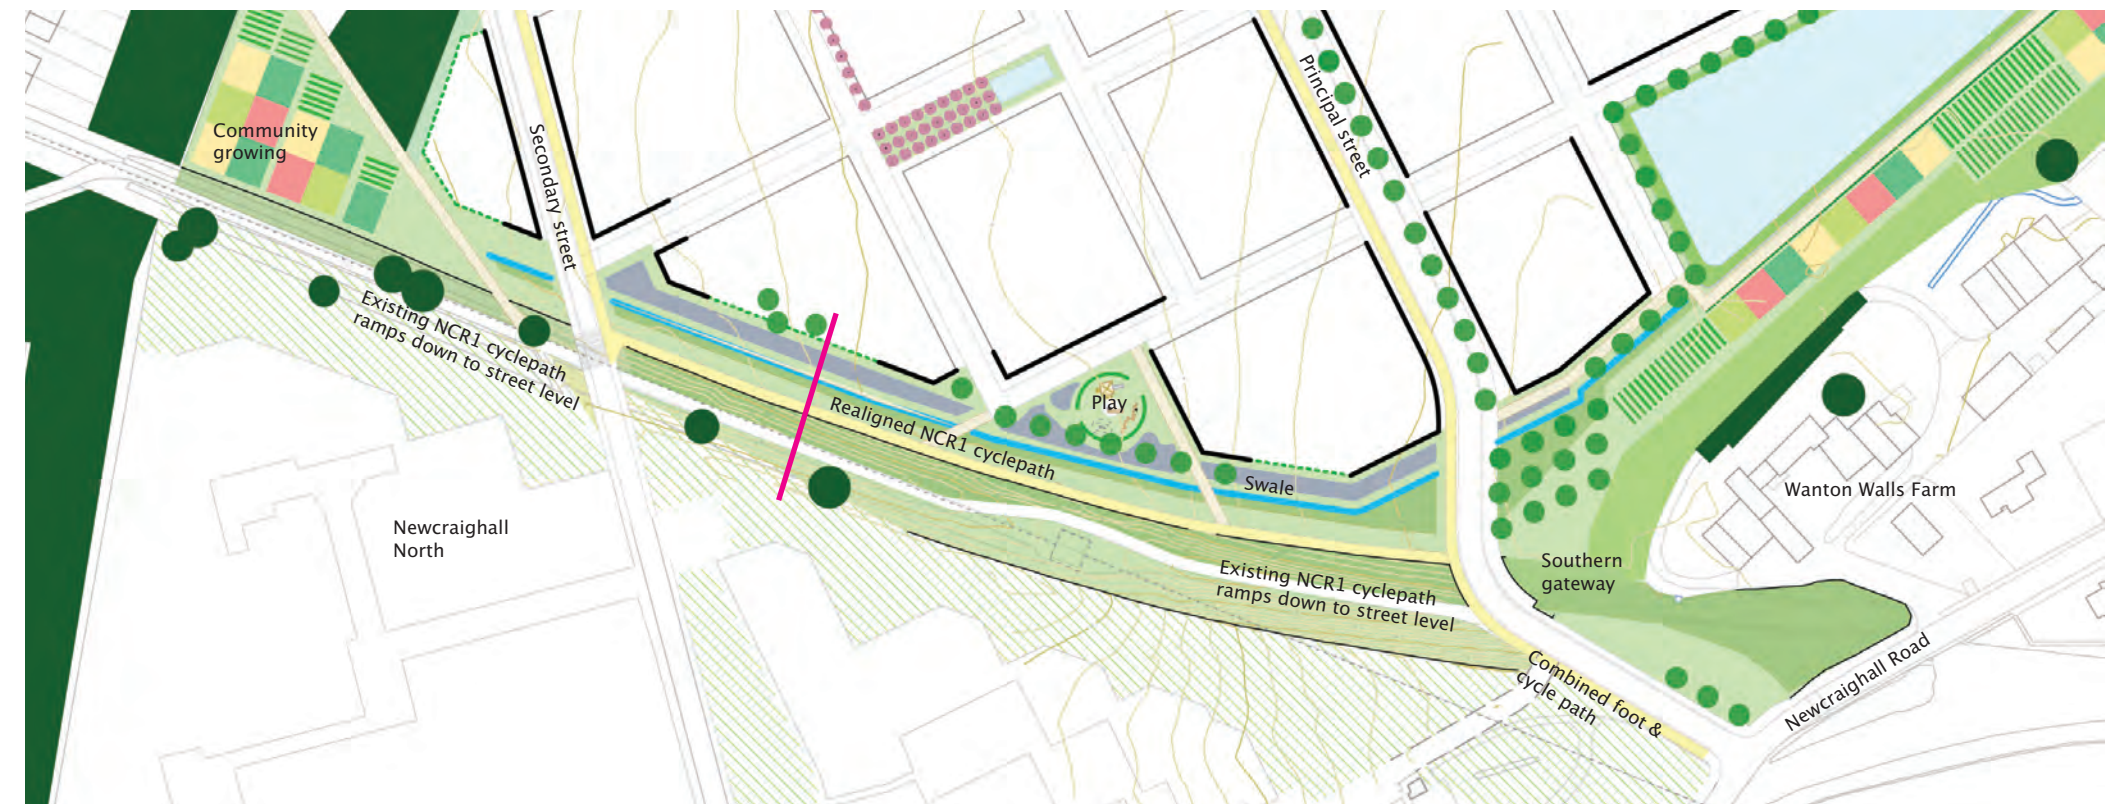 Community
growing
Secondary street
Principal street
Existing NCR1 cyclepath
ramps down to street level
Realigned NCR1 cyclepath
Play
Swale
Wanton Walls Farm
Newcraighall
North
Existing NCR1 cyclepath
ramps down to street level
Southern
gateway
Combined foot &
cycle path
Newcraighall Road